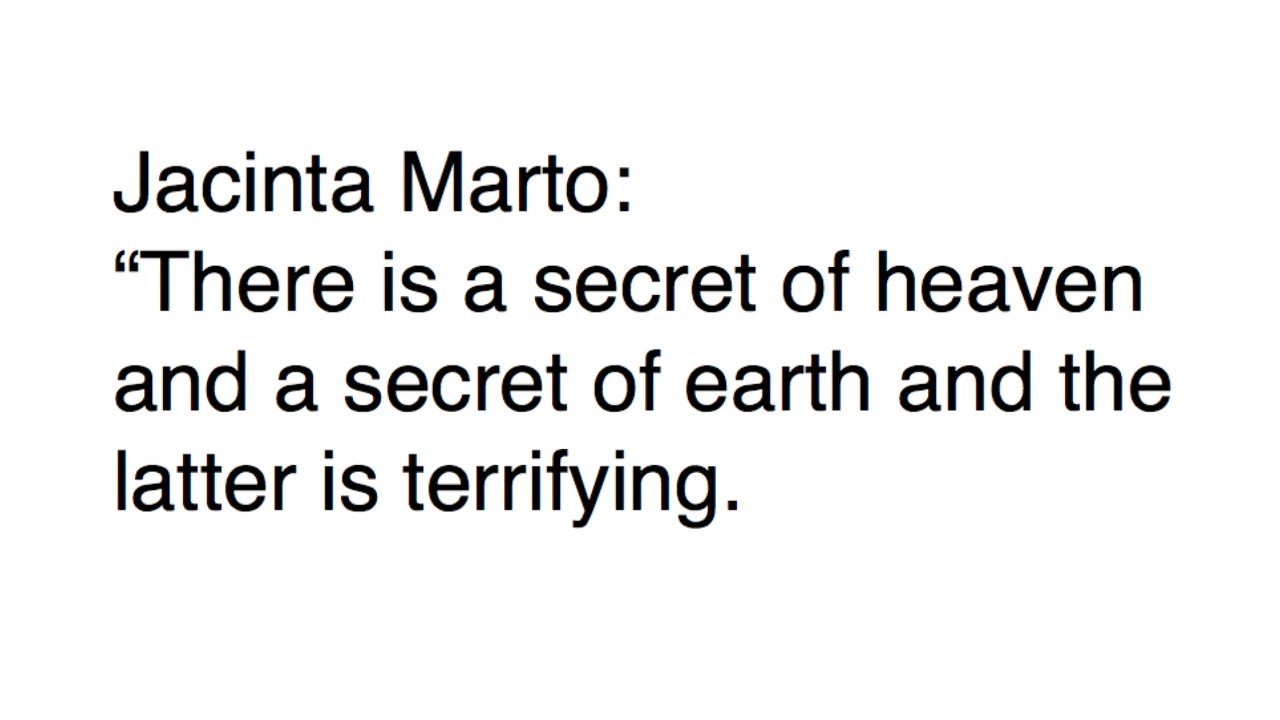 Jacinta Marto:
“There is a secret of heaven
and a secret of earth and the
latter is terrifying.